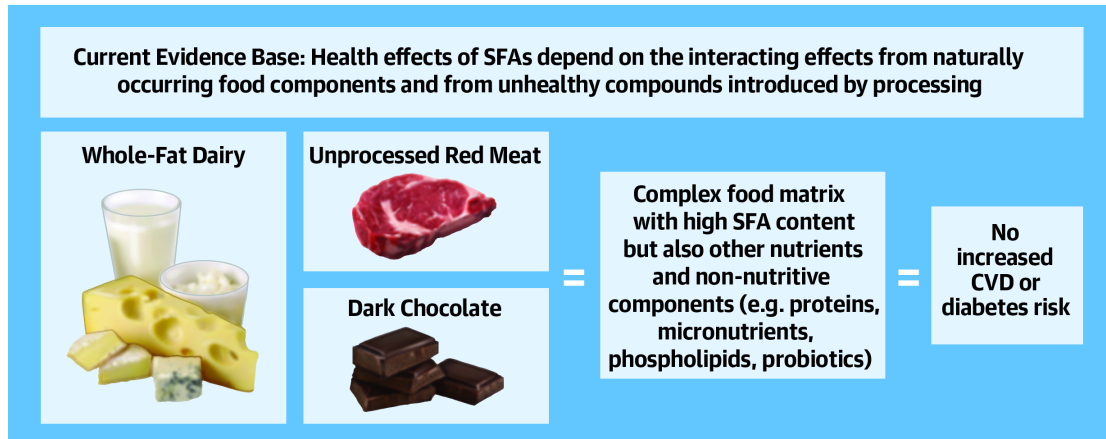 Current Evidence Base: Health effects of SFAs depend on the interacting effects from naturally
occurring food components and from unhealthy compounds introduced by processing
Whole-Fat Dairy
Unprocessed Red Meat
Dark Chocolate
=
Complex food matrix
with high SFA content
but also other nutrients
and non-nutritive
components (e.g. proteins,
micronutrients,
phospholipids, probiotics)
=
No
increased
CVD or
diabetes risk